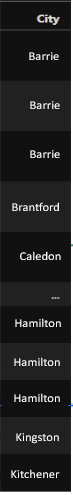 City
Barrie
Barrie
Barrie
Brantford
Caledon
...
Hamilton
Hamilton
Hamilton
Kingston
Kitchener